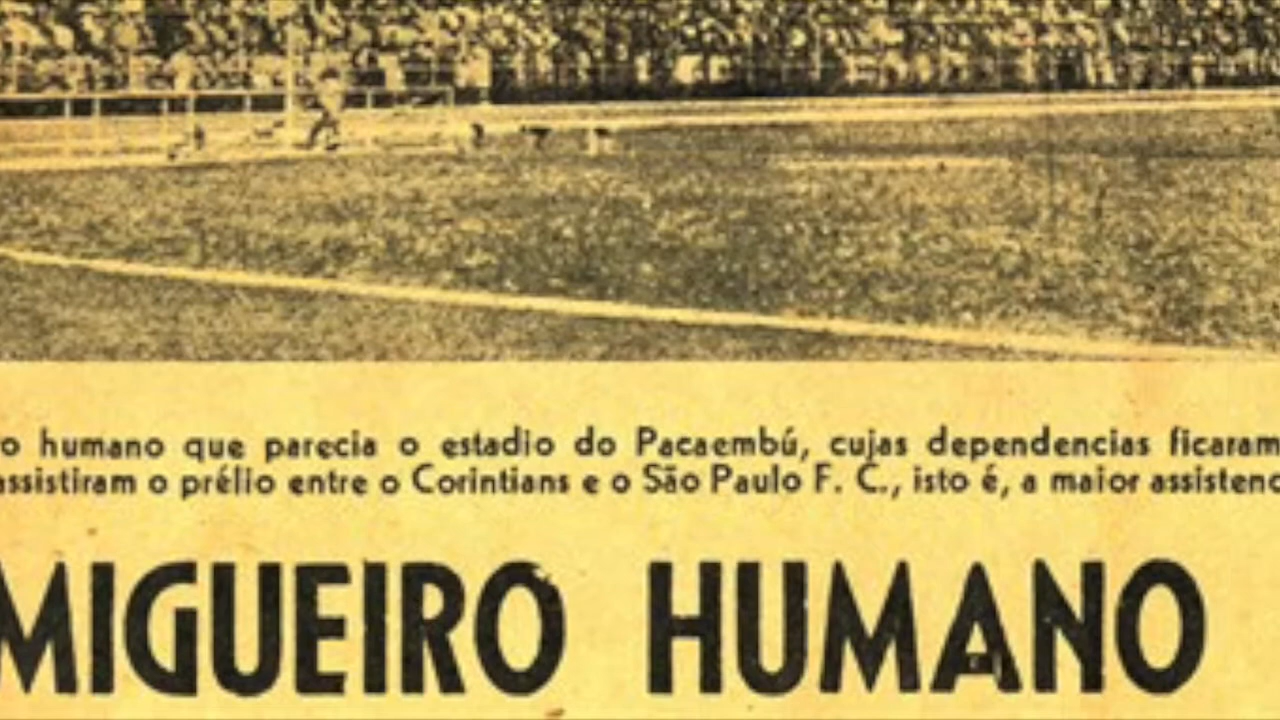 o humano que parecia o estadio do Pacaembú, cujas dependencias ficaram
assistiram o prélio entre o Corintians e o São Paulo F. C., isto é, a maior assistenc
MIGUEIRO HUMANO